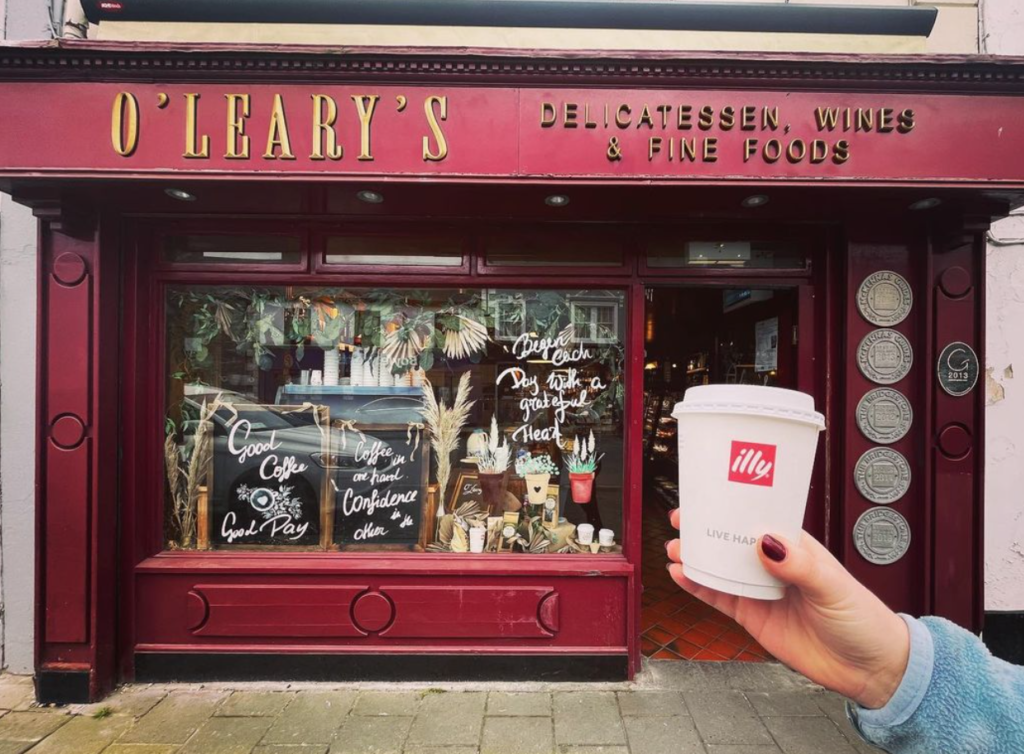 O'LEARY'S
DELICATESSEN, WINES
& FINE FOODS
Begin
Each
Day With a
grateful
Heart
Good
Coffee
Good Day
Coffee in
one hand
Confidence
in the
other
illy
LIVE HAP
G
2013